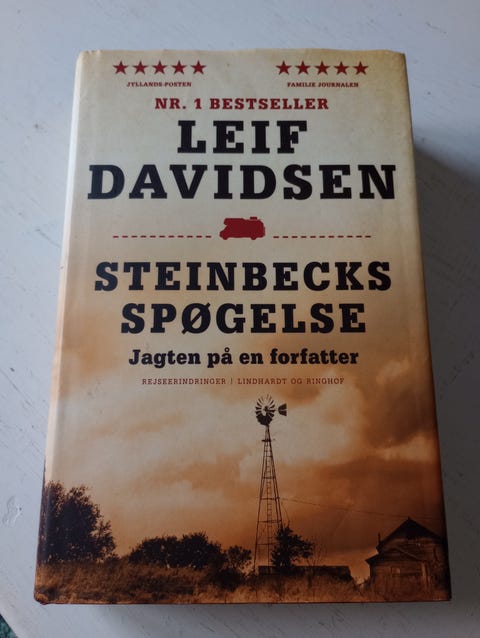 ★★★★★ ★★★★★
JYLLANDS-POSTEN FAMILIE JOURNALEN
NR. 1 BESTSELLER
LEIF
DAVIDSEN
STEINBECKS
SPØGELSE
Jagten på en forfatter
REJSEERINDRINGER | LINDHARDT OG RINGHOF